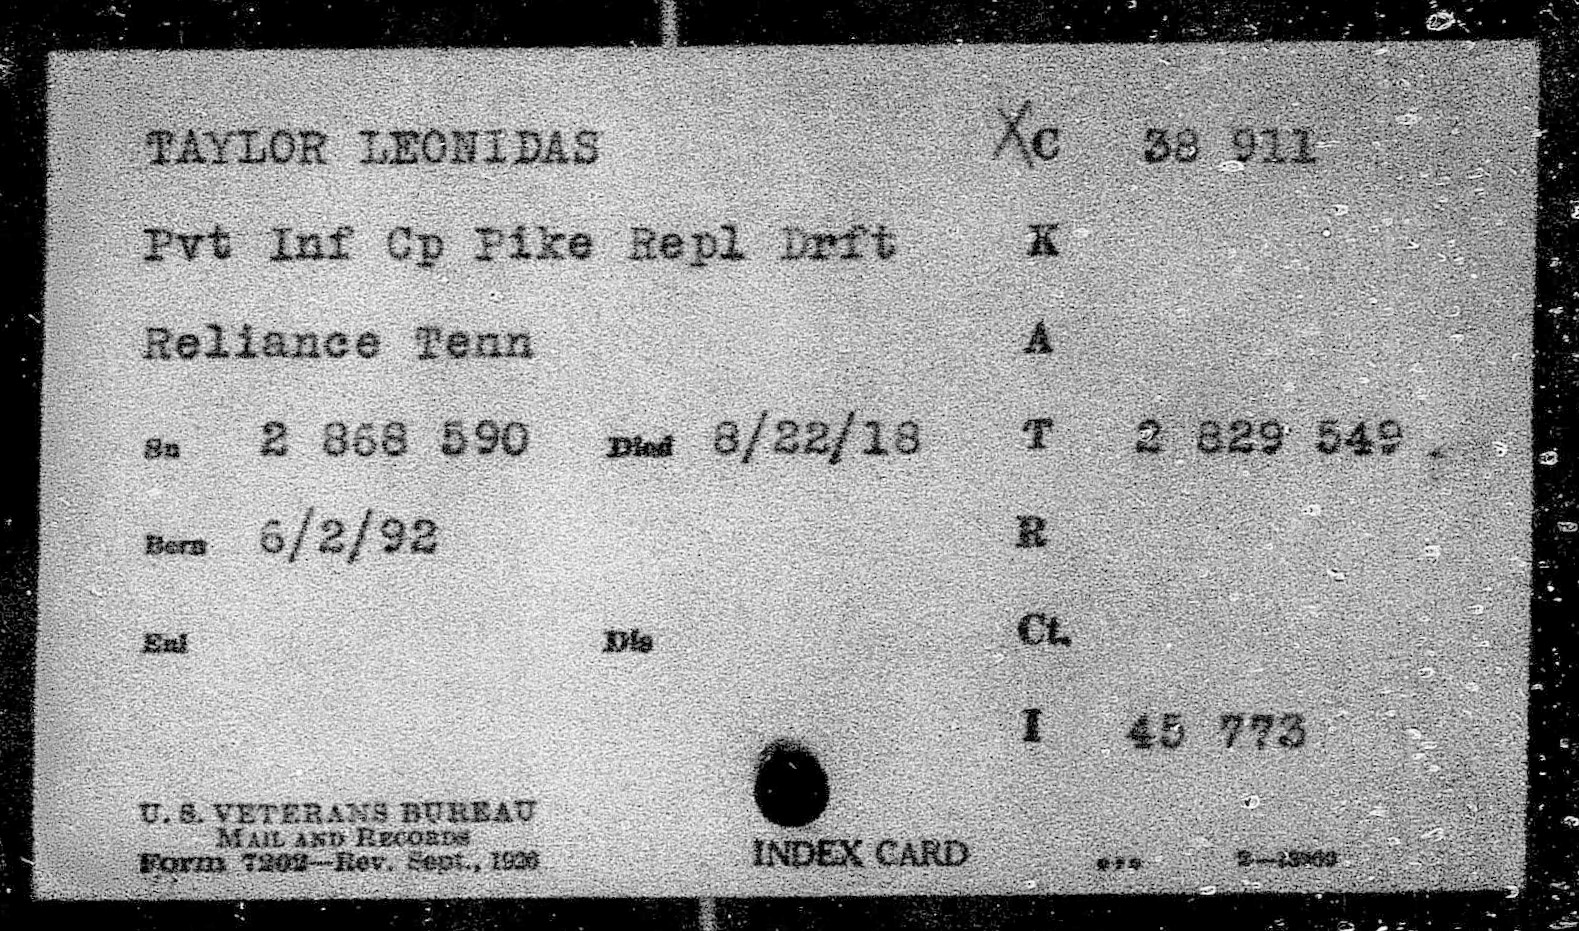 TAYLOR LEONIDAS XC 38 911
Pvt Inf Cp Pike Repl Drft K
Reliance Tenn A
Sn 2 868 590 Died 8/22/18 T 2 829 549
Born 6/2/92 R
Enl Dis Ct.
I 45 773
U. S. VETERANS BUREAU
MAIL AND RECORDS
Form 7202—Rev. Sept., 1926
INDEX CARD